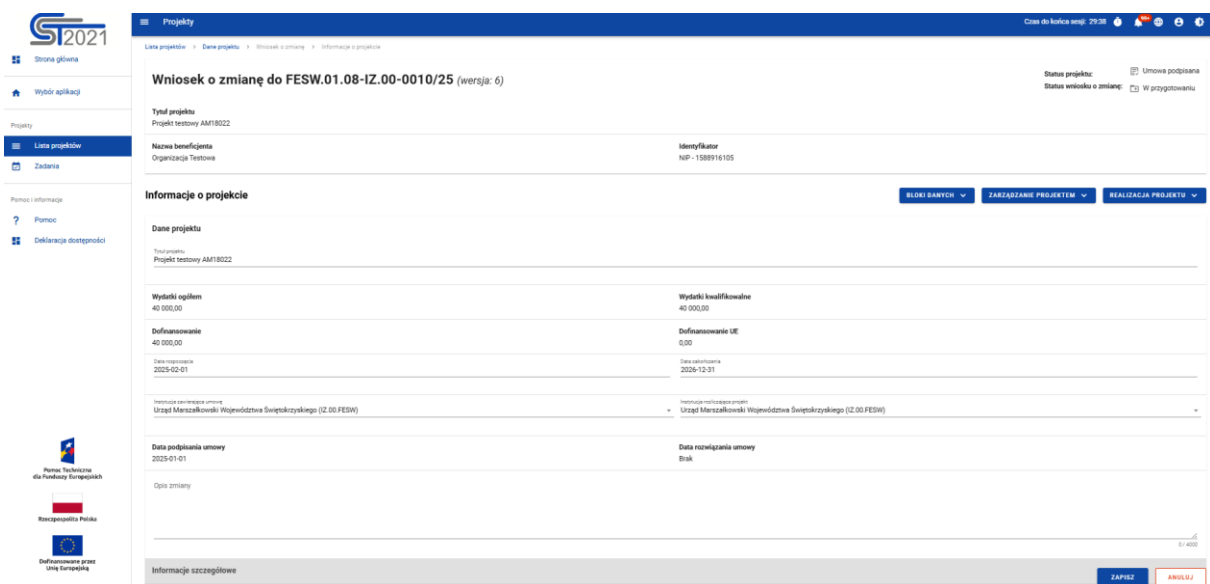 CST2021
Projekty
Czas do końca sesji: 29:38
99+
Lista projektów > Dane projektu > Wniosek o zmianę > Informacje o projekcie
Strona główna
Wybór aplikacji
Projekty
Lista projektów
Zadania
Pomoc i informacje
? Pomoc
Deklaracja dostępności
Wniosek o zmianę do FESW.01.08-IZ.00-0010/25 (wersja: 6)
Status projektu: Umowa podpisana
Status wniosku o zmianę: W przygotowaniu
Tytuł projektu
Projekt testowy AM18022
Nazwa beneficjenta Identyfikator
Organizacja Testowa NIP - 1588916105
Informacje o projekcie
BLOKI DANYCH ZARZĄDZANIE PROJEKTEM REALIZACJA PROJEKTU
Dane projektu
Tytuł projektu
Projekt testowy AM18022
Wydatki ogółem Wydatki kwalifikowalne
40 000,00 40 000,00
Dofinansowanie Dofinansowanie UE
40 000,00 0,00
Data rozpoczęcia Data zakończenia
2025-02-01 2026-12-31
Instytucja zawierająca umowę Instytucja rozliczająca projekt
Urząd Marszałkowski Województwa Świętokrzyskiego (IZ.00.FESW) Urząd Marszałkowski Województwa Świętokrzyskiego (IZ.00.FESW)
Data podpisania umowy Data rozwiązania umowy
2025-01-01 Brak
Opis zmiany
0 / 4000
Informacje szczegółowe
ZAPISZ ANULUJ
Pomoc Techniczna
dla Funduszy Europejskich
Rzeczpospolita Polska
Dofinansowane przez
Unię Europejską